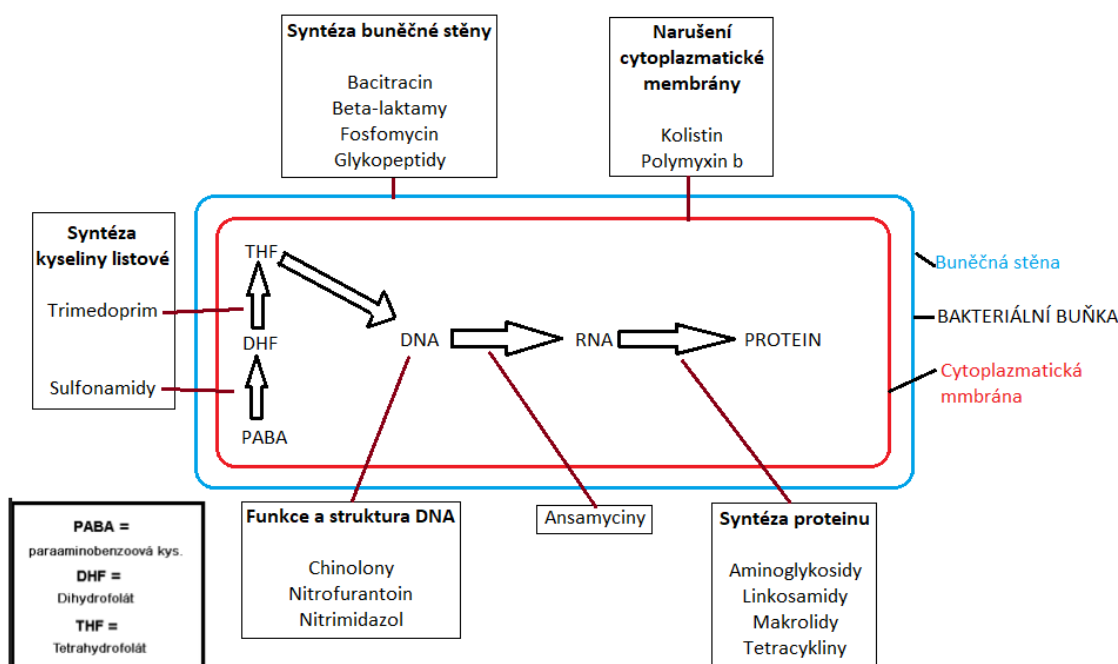 Syntéza buněčné stěny
Bacitracin
Beta-laktamy
Fosfomycin
Glykopeptidy
Narušení
cytoplazmatické
membrány
Kolistin
Polymyxin b
Syntéza
kyseliny listové
Trimedoprim
Sulfonamidy
THF
DHF
PABA
DNA
RNA
PROTEIN
Buněčná stěna
BAKTERIÁLNÍ BUŇKA
Cytoplazmatická
mmbrána
PABA =
paraaminobenzoová kys.
DHF =
Dihydrofolát
THF =
Tetrahydrofolát
Funkce a struktura DNA
Chinolony
Nitrofurantoin
Nitrimidazol
Ansamyciny
Syntéza proteinu
Aminoglykosidy
Linkosamidy
Makrolidy
Tetracykliny